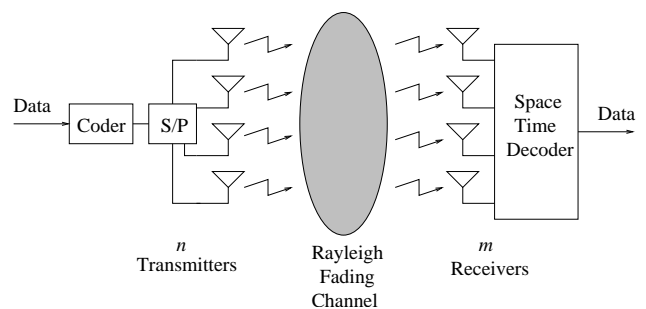 Data
Coder
S/P
Space
Time
Decoder
Data
n
Transmitters
Rayleigh
Fading
Channel
m
Receivers